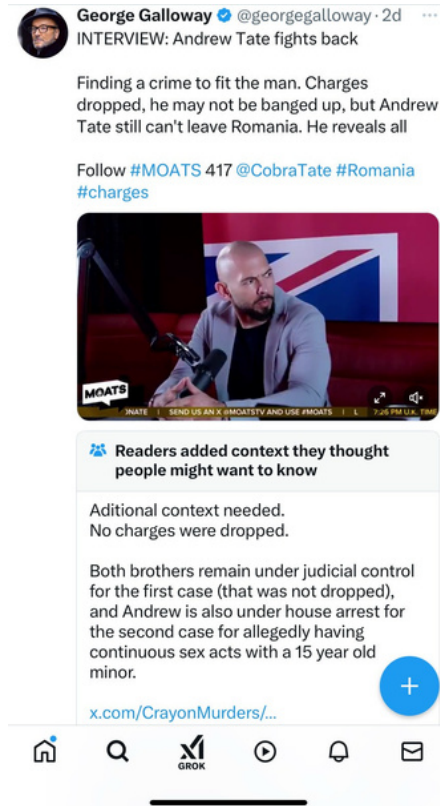 George Galloway @georgegalloway · 2d ...
INTERVIEW: Andrew Tate fights back
Finding a crime to fit the man. Charges
dropped, he may not be banged up, but Andrew
Tate still can't leave Romania. He reveals all
Follow #MOATS 417 @CobraTate #Romania
#charges
MOATS
ONATE | SEND US AN X #MOATSTV AND USE #MOATS | L 7:26 PM U.K. TIME
Readers added context they thought
people might want to know
Aditional context needed.
No charges were dropped.
Both brothers remain under judicial control
for the first case (that was not dropped),
and Andrew is also under house arrest for
the second case for allegedly having
continuous sex acts with a 15 year old
minor.
x.com/CrayonMurders/...
GROK